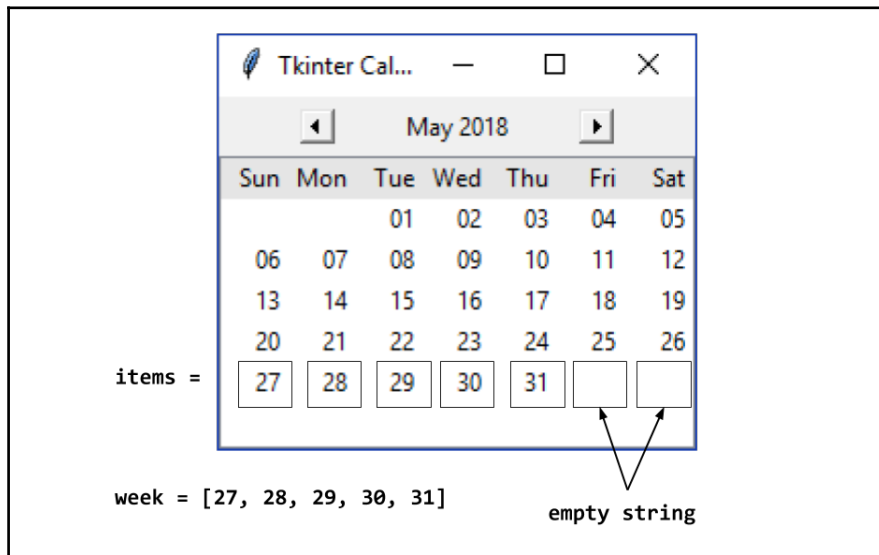 Tkinter Cal...
May 2018
Sun Mon Tue Wed Thu Fri Sat
01 02 03 04 05
06 07 08 09 10 11 12
13 14 15 16 17 18 19
20 21 22 23 24 25 26
items = 27 28 29 30 31
week = [27, 28, 29, 30, 31]
empty string